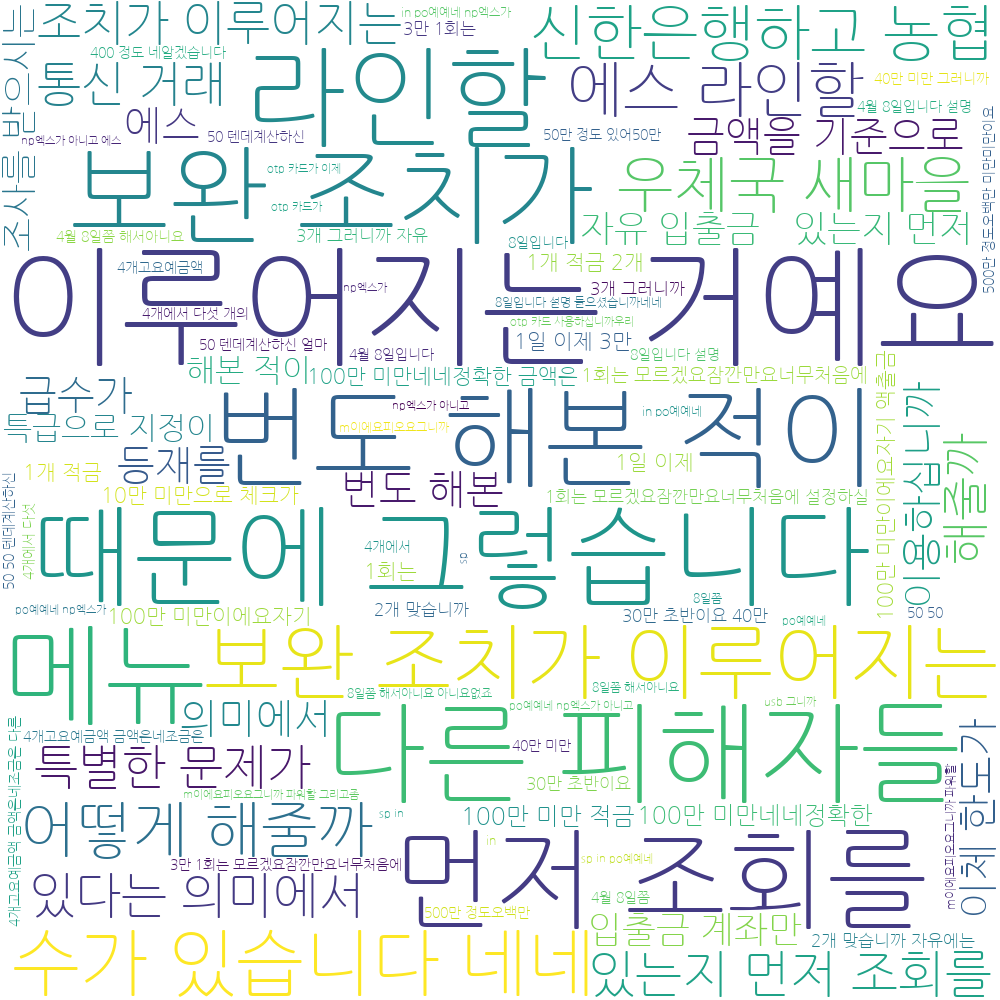 조치가 이루어지는
in po예예네 np엑스가
3만 1회는
신한은행하고 농협
400 정도 네알겠습니다
통신 거래
라인할
에스 라인할
40만 미만 그러니까
조사를 받으시는
에스
np엑스가 아니고 에스
50 덴데계산하신
50만 정도 있어50만
4월 8일입니다 설명
금액을 기준으로
500만 정도오백만 미만미만이요
보완 조치가
otp 카드가 이제
otp 카드가
우체국 새마을
4월 8일쯤 해서아니요
3개 그러니까 자유
8일입니다
자유 입출금
있는지 먼저
이루어지는 거예요
4개고요예금액
1개 적금 2개
np엑스가
3개 그러니까
4개에서 다섯 개의
8일입니다 설명 들으셨습니까네네
otp 카드 사용하십니까우리
50 덴데계산하신 얼마
4월 8일입니다
1일 이제 3만
8일입니다 설명
해본 적이
100만 미만네네정확한 금액은
1회는 모르겠요잠깐만요너무처음에
100만 미만이에요자기 액출금
급수가
번도 해본 적이
np엑스가 아니고
in po예예네
이용하십니까
특급으로 지정이
m이에요피오요그니까
해줄까
1개 적금
등재를
번도 해본
1일 이제
10만 미만으로 체크가
1회는 모르겠요잠깐만요너무처음에 설정하실
50 50 덴데계산하신
4개에서 다섯
때문에 그렇습니다
4개에서
sp
1회는
po예예네 np엑스가
100만 미만이에요자기
2개 맞습니까
8일쯤
30만 초반이요 40만
po예예네
50 50
메뉴
보완 조치가 이루어지는
8일쯤 해서아니요 아니요없죠
8일쯤 해서아니요
의미에서
po예예네 np엑스가 아니고
usb 그니까
다른 피해자들
4개고요예금액 금액은네조금은 다른
4개고요예금액 금액은네조금은
40만 미만
이체 한도가
특별한 문제가
30만 초반이요
m이에요피오요그니까 파워할
m이에요피오요그니까 파워할 그리고좀
어떻게 해줄까
sp in
100만 미만 적금
100만 미만네네정확한
먼저 조회를
in
3만 1회는 모르겠요잠깐만요너무처음에
sp in po예예네
있다는 의미에서
4월 8일쯤
500만 정도오백만
입출금 계좌만
수가 있습니다 네네
2개 맞습니까 자유에는
있는지 먼저 조회를